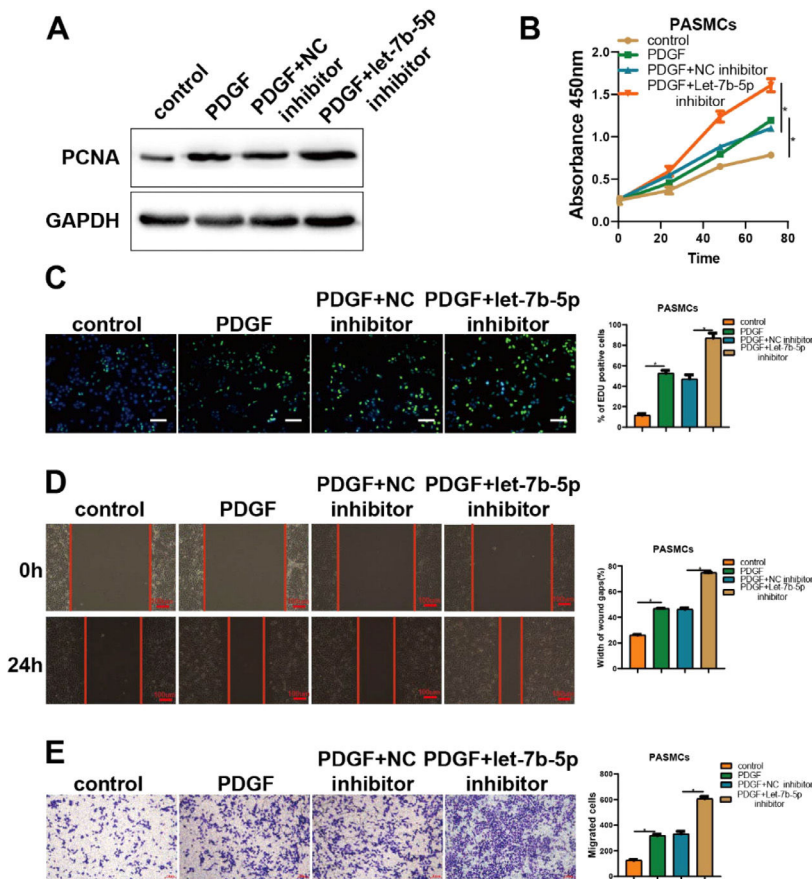 A
control
PDGF
PDGF+NC
inhibitor
PDGF+let-7b-5p
inhibitor
PCNA
GAPDH
B
PASMCs
control
PDGF
PDGF+NC inhibitor
PDGF+Let-7b-5p
inhibitor
Absorbance 450nm
2.0
1.5
1.0
0.5
0.0
0
20
40
60
80
Time
*
*
C
control
PDGF
PDGF+NC
inhibitor
PDGF+let-7b-5p
inhibitor
PASMCs
control
PDGF
PDGF+NC inhibitor
PDGF+Let-7b-5p
inhibitor
% of EDU positive cells
100
80
60
40
20
0
D
control
PDGF
PDGF+NC
inhibitor
PDGF+let-7b-5p
inhibitor
0h
24h
PASMCs
control
PDGF
PDGF+NC inhibitor
PDGF+Let-7b-5p
inhibitor
Width of wound gaps(%)
80
60
40
20
0
E
control
PDGF
PDGF+NC
inhibitor
PDGF+let-7b-5p
inhibitor
PASMCs
control
PDGF
PDGF+NC inhibitor
PDGF+Let-7b-5p
inhibitor
Migrated cells
800
600
400
200
0